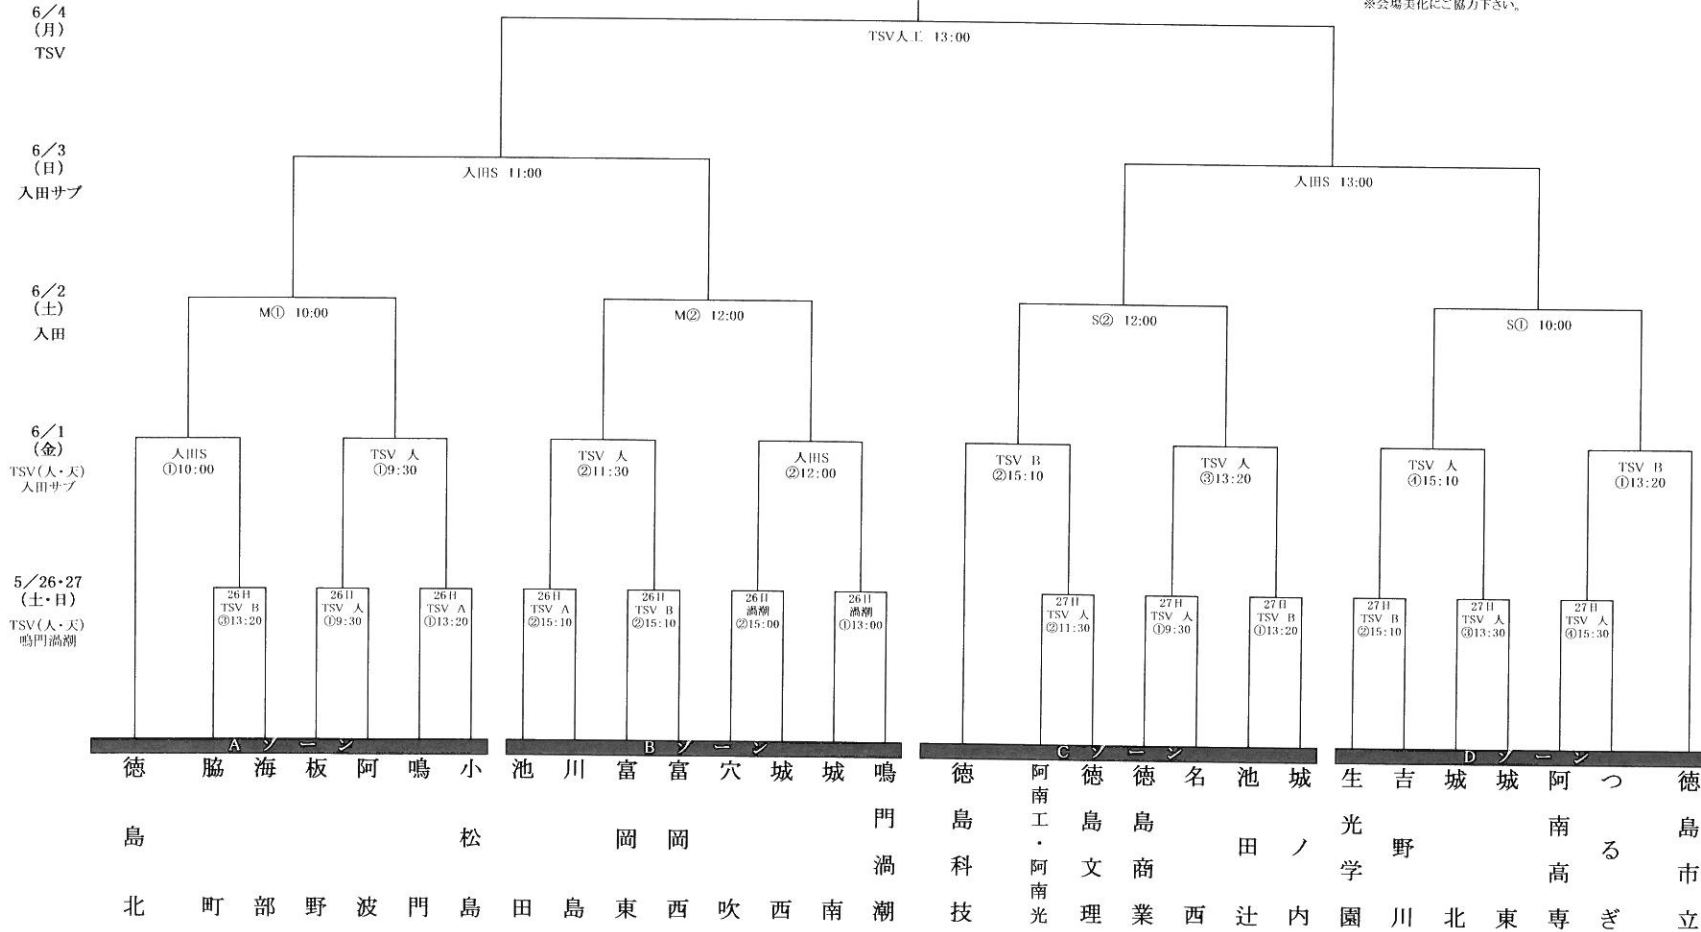 ※会場美化にご協力下さい。
6/4
(月)
TSV
TSV人工 13:00
6/3
(日)
入田サブ
入田S 11:00
入田S 13:00
6/2
(土)
入田
M① 10:00
M② 12:00
S② 12:00
S① 10:00
6/1
(金)
TSV(人・天)
入田サブ
入田S
①10:00
TSV 人
①9:30
TSV 人
②11:30
入田S
②12:00
TSV B
②15:10
TSV 人
③13:20
TSV 人
④15:10
TSV B
①13:20
5/26・27
(土・日)
TSV(人・天)
鳴門渦潮
26日
TSV B
③13:20
26日
TSV 人
①9:30
26日
TSV A
①13:20
26日
TSV A
②15:10
26日
TSV B
②15:10
26日
渦潮
②15:00
26日
渦潮
①13:00
27日
TSV 人
②11:30
27日
TSV 人
①9:30
27日
TSV B
①13:20
27日
TSV B
②15:10
27日
TSV 人
③13:30
27日
TSV 人
④15:30
Aゾーン
Bゾーン
Cゾーン
Dゾーン
徳島北
脇町
海部
板野
阿波
鳴門
小松島
池田
川島
富岡東
富岡西
穴吹
城西
城南
鳴門渦潮
徳島科技
阿南工・阿南光
徳島文理
徳島商業
名西
池田辻
城ノ内
生光学園
吉野川
城北
城東
阿南高専
つるぎ
徳島市立